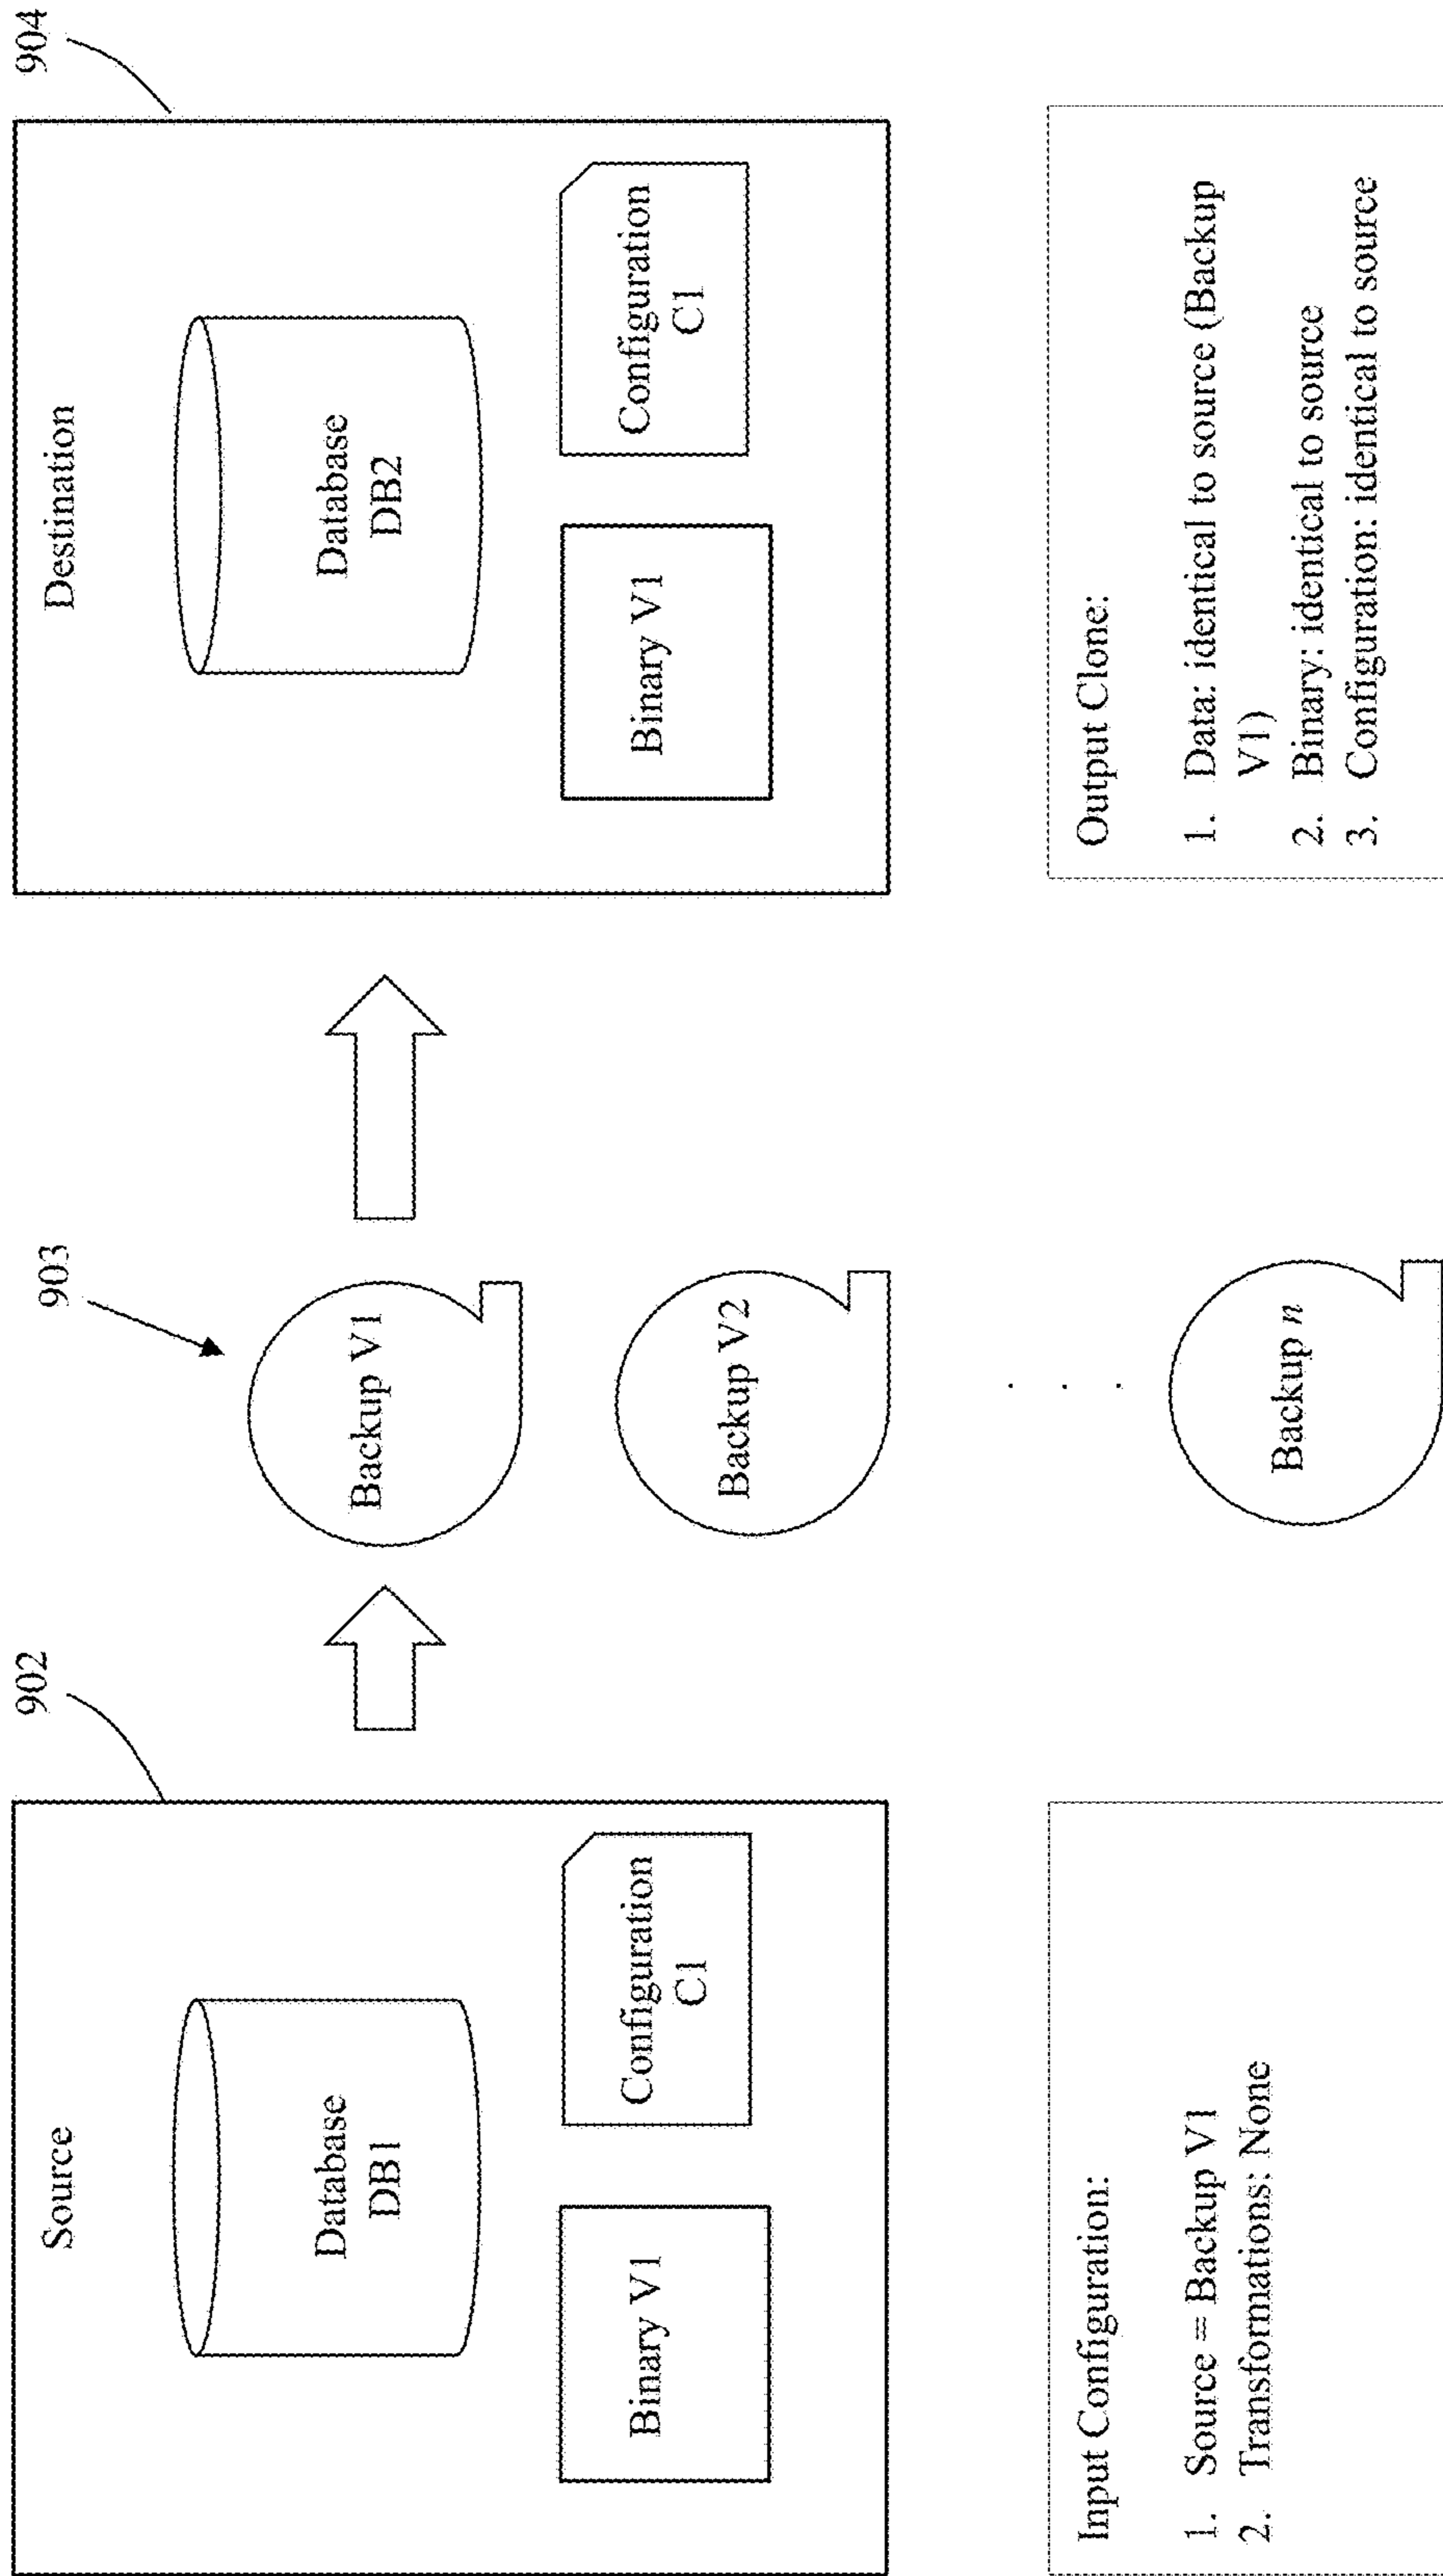 902
Source
Database
DB1
Binary V1
Configuration
C1
903
Backup V1
Backup V2
. . .
Backup n
904
Destination
Database
DB2
Binary V1
Configuration
C1
Input Configuration:
1. Source = Backup V1
2. Transformations: None
Output Clone:
1. Data: identical to source (Backup
V1)
2. Binary: identical to source
3. Configuration: identical to source